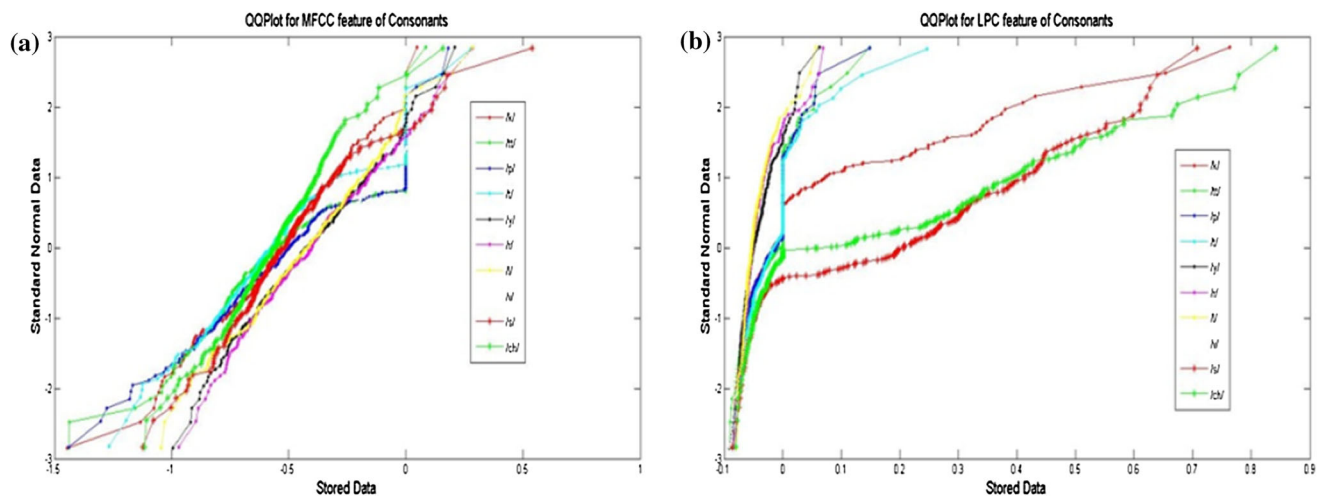 (a)
QQPlot for MFCC feature of Consonants
3
2
1
0
-1
-2
-3
-1.5 -1 -0.5 0 0.5 1
Standard Normal Data
Stored Data
/k/
/tt/
/p/
/t/
/y/
/r/
/l/
/v/
/s/
/ch/
(b)
QQPlot for LPC feature of Consonants
3
2
1
0
-1
-2
-3
-0.1 0 0.1 0.2 0.3 0.4 0.5 0.6 0.7 0.8 0.9
Standard Normal Data
Stored Data
/p/
/t/
/y/
/s/
/ch/